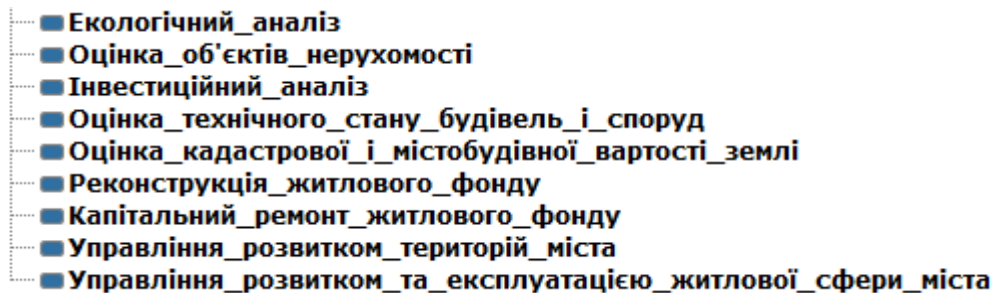 Екологічний_аналіз
Оцінка_об'єктів_нерухомості
Інвестиційний_аналіз
Оцінка_технічного_стану_будівель_і_споруд
Оцінка_кадастрової_і_містобудівної_вартості_землі
Реконструкція_житлового_фонду
Капітальний_ремонт_житлового_фонду
Управління_розвитком_територій_міста
Управління_розвитком_та_експлуатацією_житлової_сфери_міста